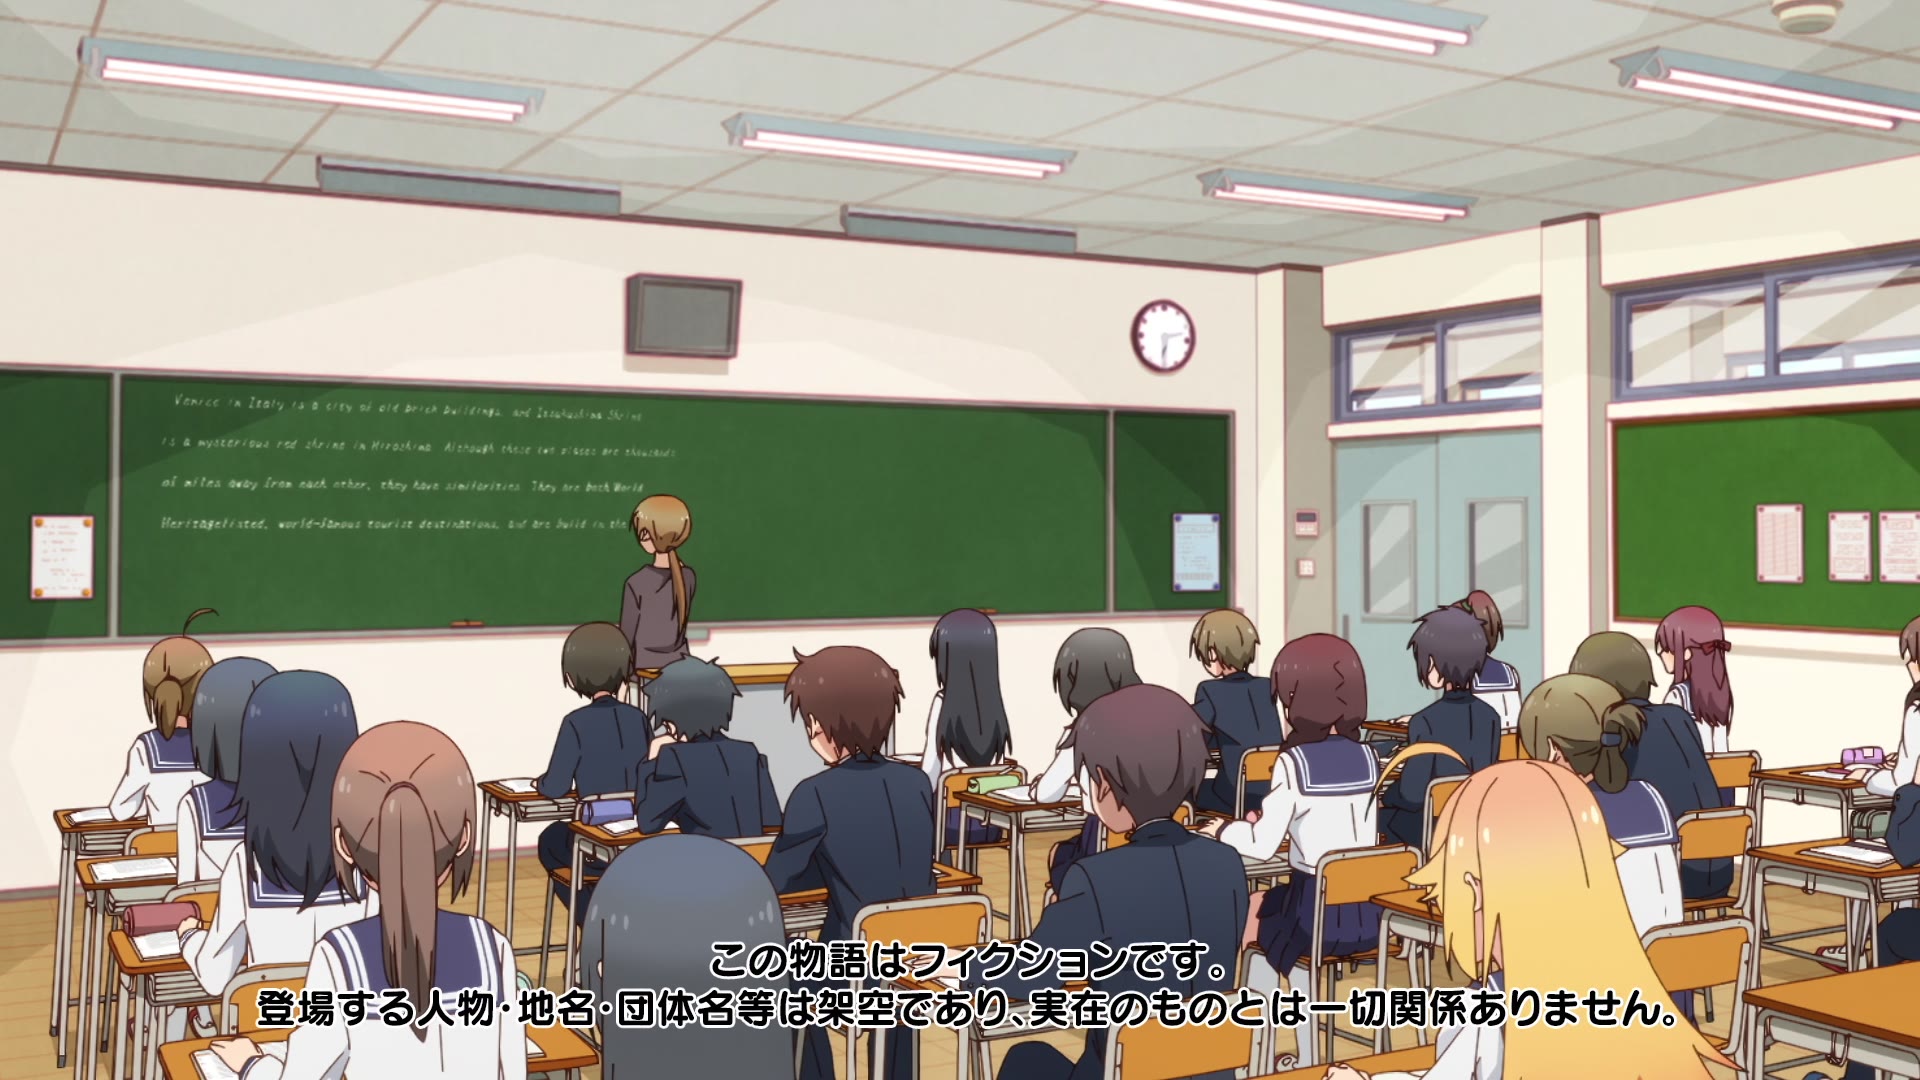 Venice in Italy is a city of old brick buildings, and Itsukushima Shrine
is a mysterious red shrine in Hiroshima. Although these two places are thousands
of miles away from each other, they have similarities. They are both World
Heritagelisted, world-famous tourist destinations, and are build in the
この物語はフィクションです。
登場する人物・地名・団体名等は架空であり、実在のものとは一切関係ありません。